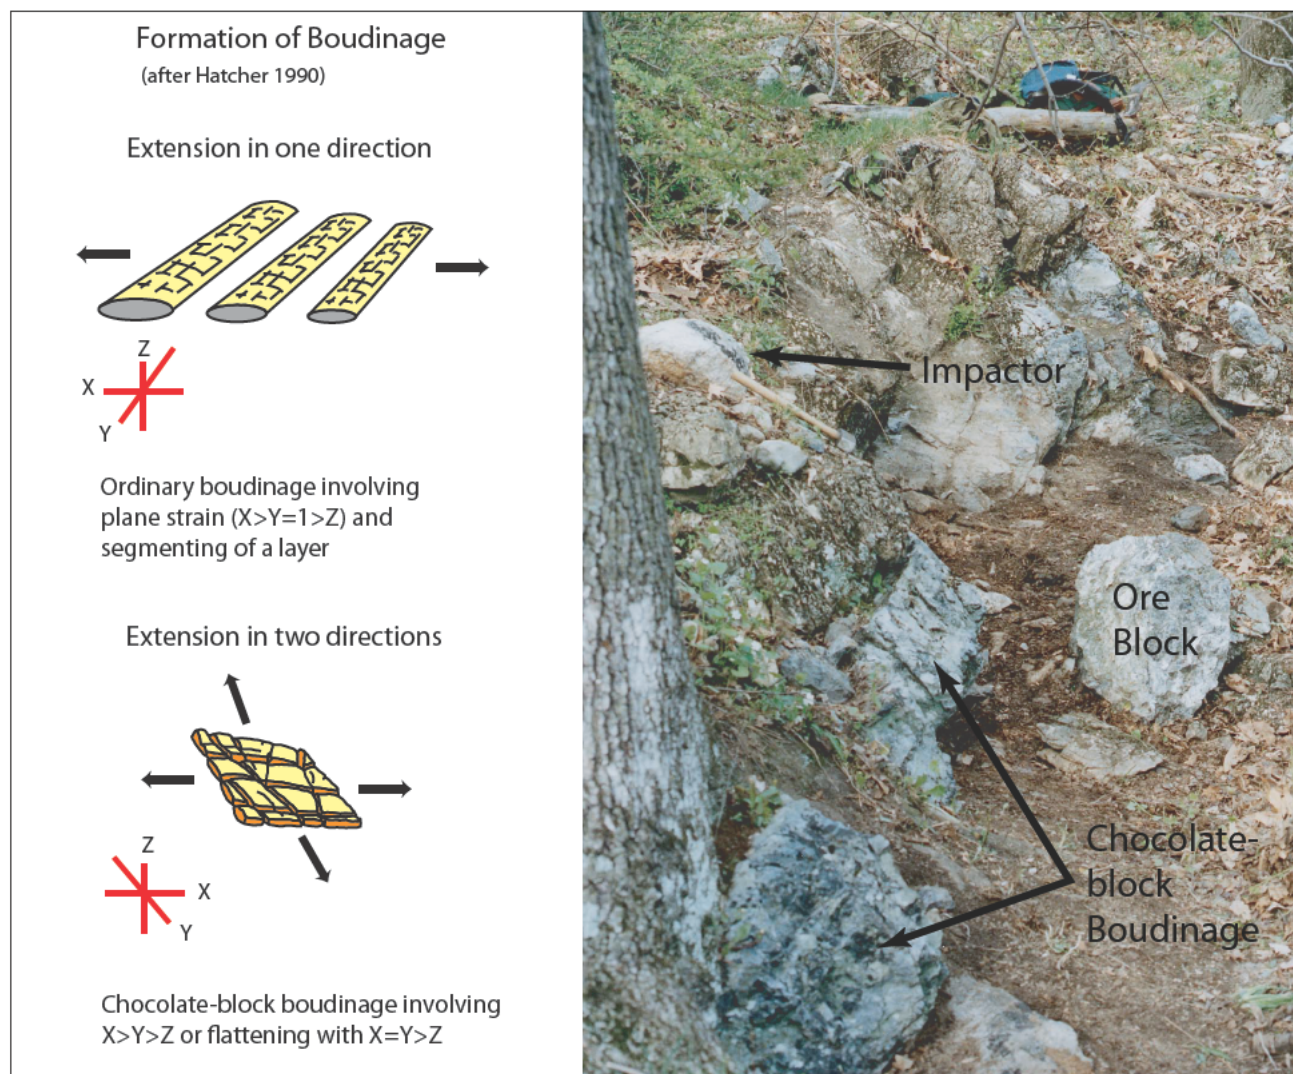 Formation of Boudinage
(after Hatcher 1990)
Extension in one direction
Z
X
Y
Ordinary boudinage involving
plane strain (X>Y=1>Z) and
segmenting of a layer
Extension in two directions
Z
X
Y
Chocolate-block boudinage involving
X>Y>Z or flattening with X=Y>Z
Impactor
Ore
Block
Chocolate-
block
Boudinage